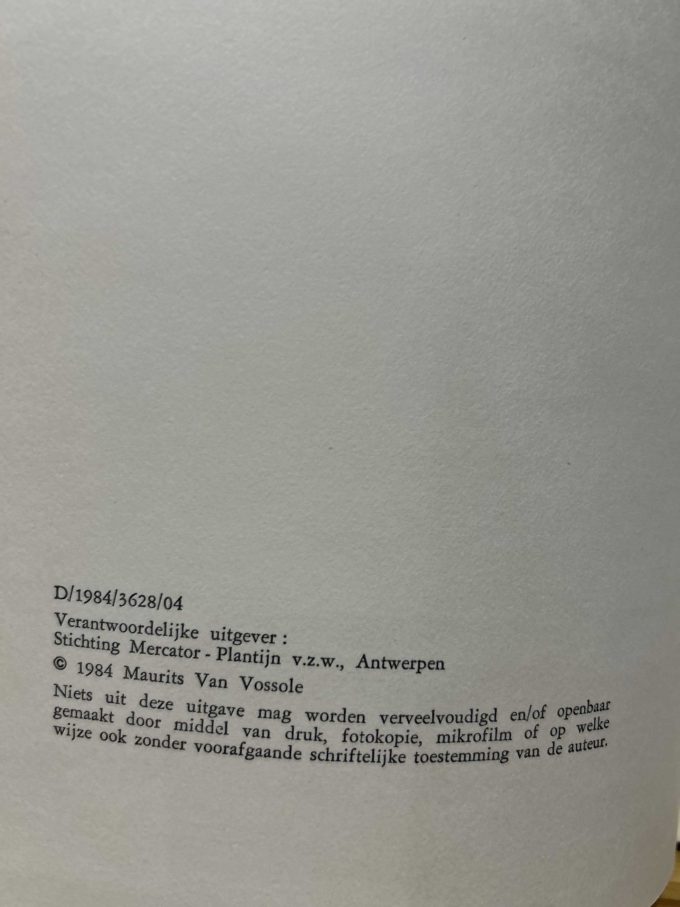 D/1984/3628/04
Verantwoordelijke uitgever :
Stichting Mercator - Plantijn v.z.w., Antwerpen
© 1984 Maurits Van Vossole
Niets uit deze uitgave mag worden verveelvoudigd en/of openbaar
gemaakt door middel van druk, fotokopie, mikrofilm of op welke
wijze ook zonder voorafgaande schriftelijke toestemming van de auteur.